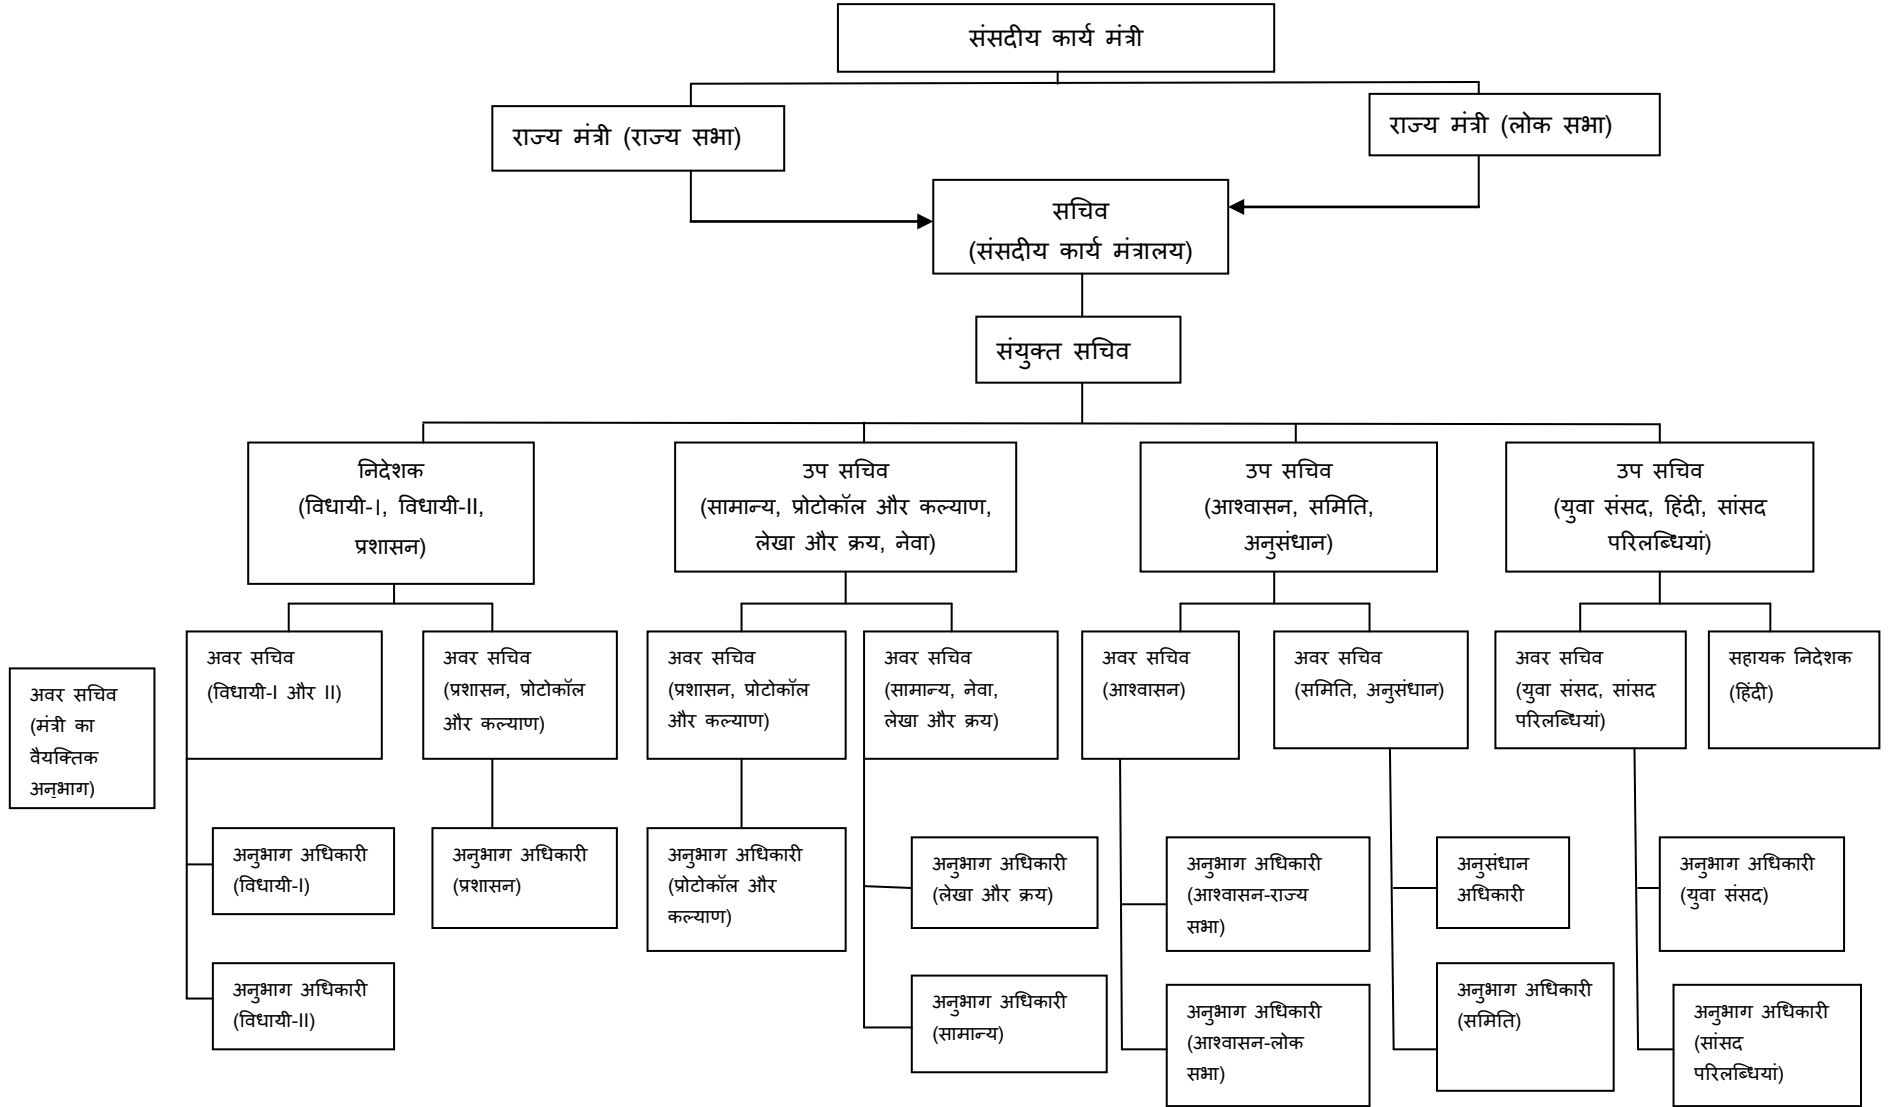 संसदीय कार्य मंत्री
राज्य मंत्री (राज्य सभा)
राज्य मंत्री (लोक सभा)
सचिव
(संसदीय कार्य मंत्रालय)
संयुक्त सचिव
निदेशक
(विधायी-।, विधायी-II,
प्रशासन)
उप सचिव
(सामान्य, प्रोटोकॉल और कल्याण,
लेखा और क्रय, नेवा)
उप सचिव
(आश्वासन, समिति,
अनुसंधान)
उप सचिव
(युवा संसद, हिंदी, सांसद
परिलब्धियां)
अवर सचिव
(मंत्री का
वैयक्तिक
अनुभाग)
अवर सचिव
(विधायी-I और II)
अवर सचिव
(प्रशासन, प्रोटोकॉल
और कल्याण)
अवर सचिव
(प्रशासन, प्रोटोकॉल
और कल्याण)
अवर सचिव
(सामान्य, नेवा,
लेखा और क्रय)
अवर सचिव
(आश्वासन)
अवर सचिव
(समिति, अनुसंधान)
अवर सचिव
(युवा संसद, सांसद
परिलब्धियां)
सहायक निदेशक
(हिंदी)
अनुभाग अधिकारी
(विधायी-I)
अनुभाग अधिकारी
(प्रशासन)
अनुभाग अधिकारी
(प्रोटोकॉल और
कल्याण)
अनुभाग अधिकारी
(लेखा और क्रय)
अनुभाग अधिकारी
(आश्वासन-राज्य
सभा)
अनुसंधान
अधिकारी
अनुभाग अधिकारी
(युवा संसद)
अनुभाग अधिकारी
(विधायी-II)
अनुभाग अधिकारी
(सामान्य)
अनुभाग अधिकारी
(आश्वासन-लोक
सभा)
अनुभाग अधिकारी
(समिति)
अनुभाग अधिकारी
(सांसद
परिलब्धियां)